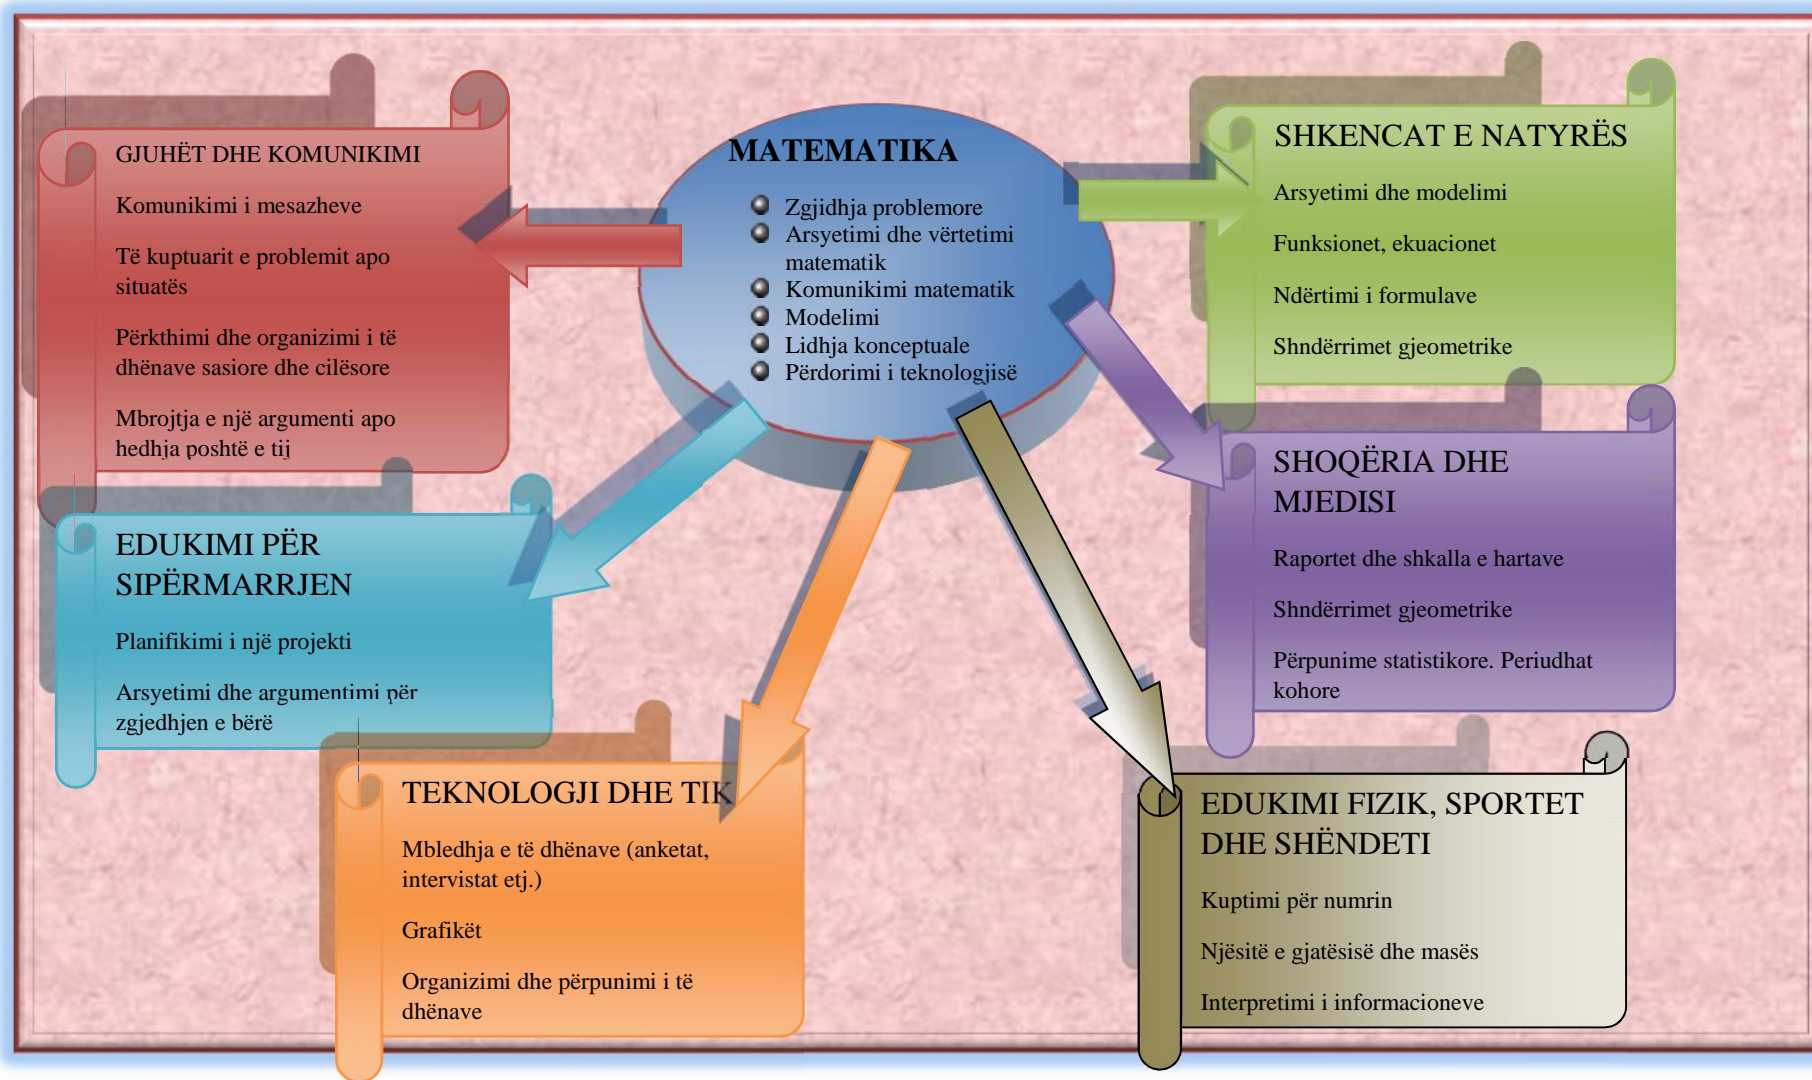 GJUHËT DHE KOMUNIKIMI
Komunikimi i mesazheve
Të kuptuarit e problemit apo
situatës
Përkthimi dhe organizimi i të
dhënave sasiore dhe cilësore
Mbrojtja e një argumenti apo
hedhja poshtë e tij
MATEMATIKA
Zgjidhja problemore
Arsyetimi dhe vërtetimi
matematik
Komunikimi matematik
Modelimi
Lidhja konceptuale
Përdorimi i teknologjisë
SHKENCAT E NATYRËS
Arsyetimi dhe modelimi
Funksionet, ekuacionet
Ndërtimi i formulave
Shndërrimet gjeometrike
SHOQËRIA DHE
MJEDISI
Raportet dhe shkalla e hartave
Shndërrimet gjeometrike
Përpunime statistikore. Periudhat
kohore
EDUKIMI PËR
SIPËRMARRJEN
Planifikimi i një projekti
Arsyetimi dhe argumentimi për
zgjedhjen e bërë
TEKNOLOGJI DHE TIK
Mbledhja e të dhënave (anketat,
intervistat etj.)
Grafikët
Organizimi dhe përpunimi i të
dhënave
EDUKIMI FIZIK, SPORTET
DHE SHËNDETI
Kuptimi për numrin
Njësitë e gjatësisë dhe masës
Interpretimi i informacioneve